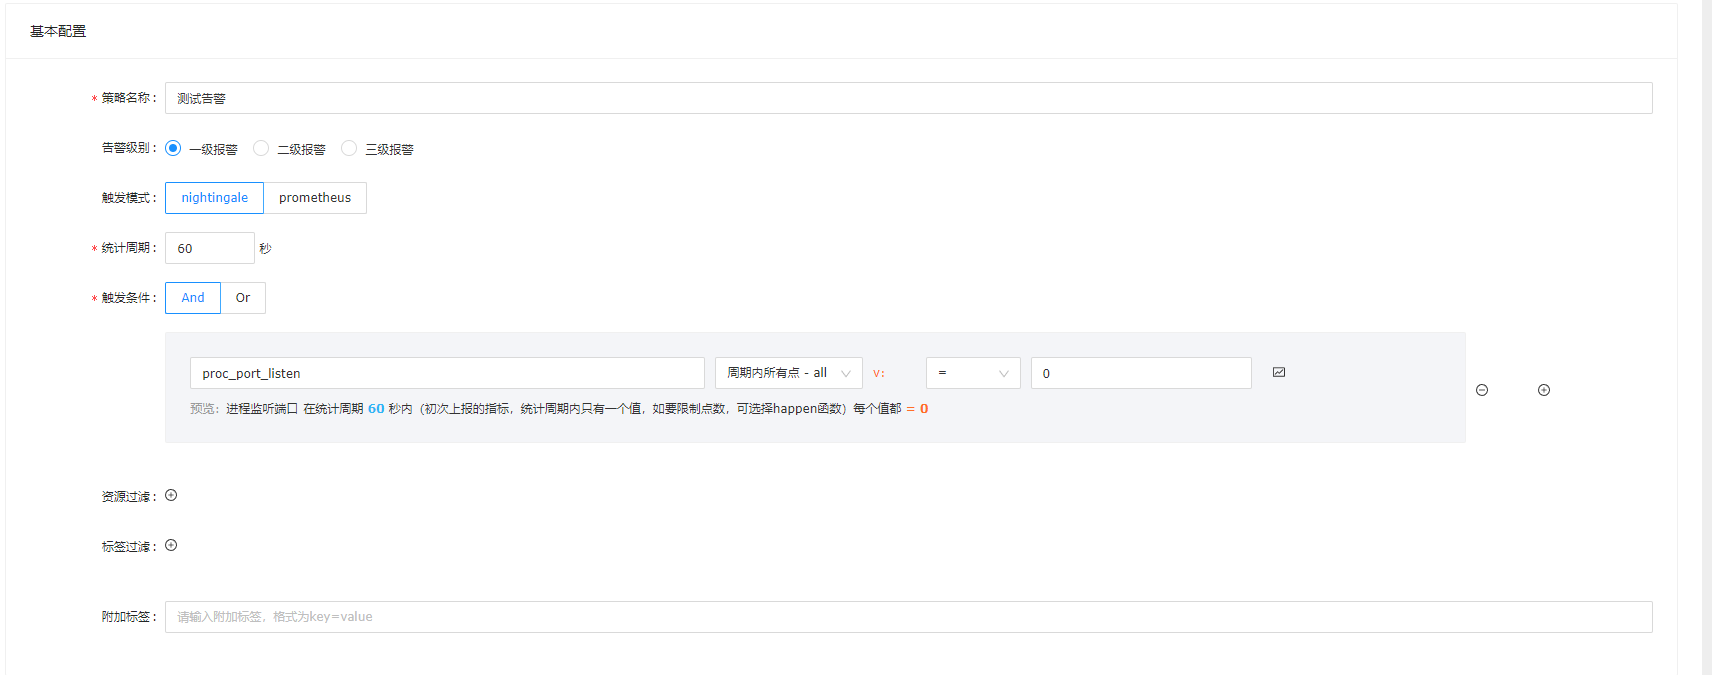 基本配置
* 策略名称： 测试告警
告警级别： 一级报警 二级报警 三级报警
触发模式： nightingale prometheus
* 统计周期： 60 秒
* 触发条件： And Or
proc_port_listen 周期内所有点 - all v: = 0
预览：进程监听端口 在统计周期 60 秒内（初次上报的指标，统计周期内只有一个值，如要限制点数，可选择happen函数）每个值都 = 0
资源过滤：
标签过滤：
附加标签： 请输入附加标签，格式为key=value